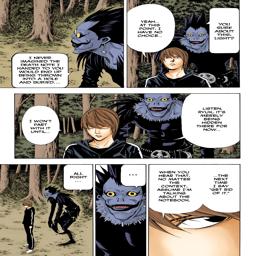 YOU
SURE
ABOUT
THIS,
LIGHT?
YEAH...
AT THIS
POINT, I
HAVE NO
CHOICE...
I NEVER
IMAGINED THE
DEATH NOTE I
HANDED TO YOU
WOULD END UP
BEING THROWN
INTO A HOLE
AND BURIED...
LISTEN,
RYUK, IT'S
MERELY
BEING
HIDDEN
THERE FOR
NOW...
I WON'T
PART WITH
IT UNTIL...
...THE
NEXT
TIME
I SAY
"GET RID
OF IT."
WHEN YOU
HEAR THAT,
NO MATTER
THE
CONTEXT,
ASSUME I'M
TALKING
ABOUT THE
NOTEBOOK.
...
ALL
RIGHT...